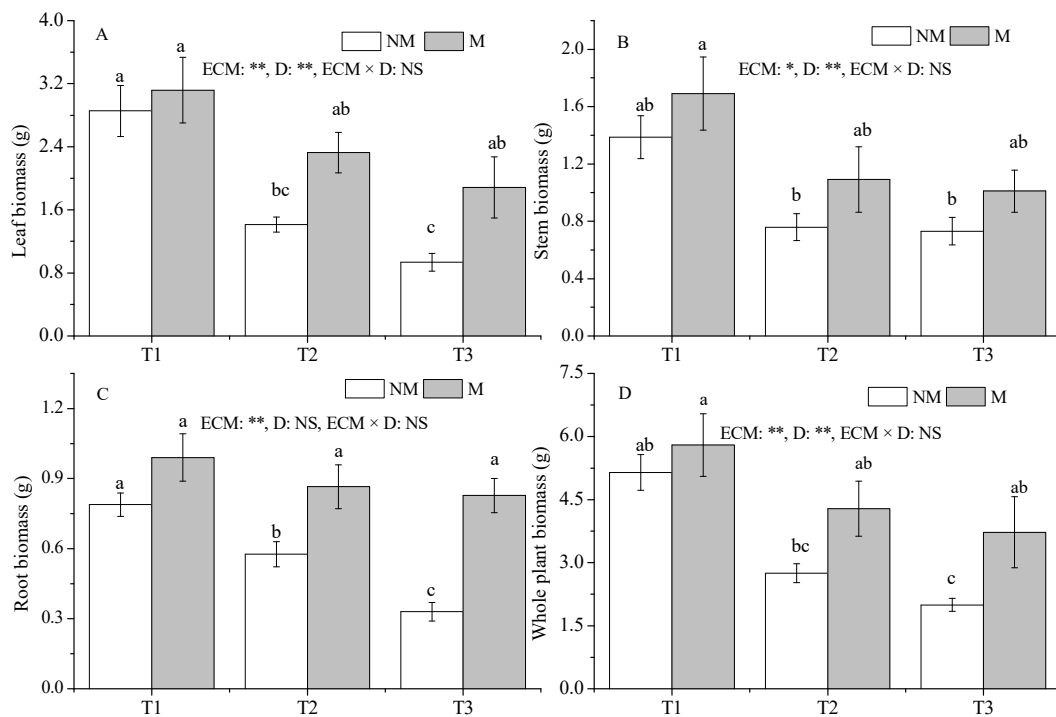 A
NM M
ECM: **, D: **, ECM × D: NS
a a bc ab c ab
Leaf biomass (g)
4.0
3.2
2.4
1.6
0.8
0.0
T1 T2 T3
B
NM M
ECM: *, D: **, ECM × D: NS
ab a b ab b ab
Stem biomass (g)
2.0
1.6
1.2
0.8
0.4
0.0
T1 T2 T3
C
NM M
ECM: **, D: NS, ECM × D: NS
a a b a c a
Root biomass (g)
1.2
0.9
0.6
0.3
0.0
T1 T2 T3
D
NM M
ECM: **, D: **, ECM × D: NS
ab a bc ab c ab
Whole plant biomass (g)
7.5
6.0
4.5
3.0
1.5
0.0
T1 T2 T3